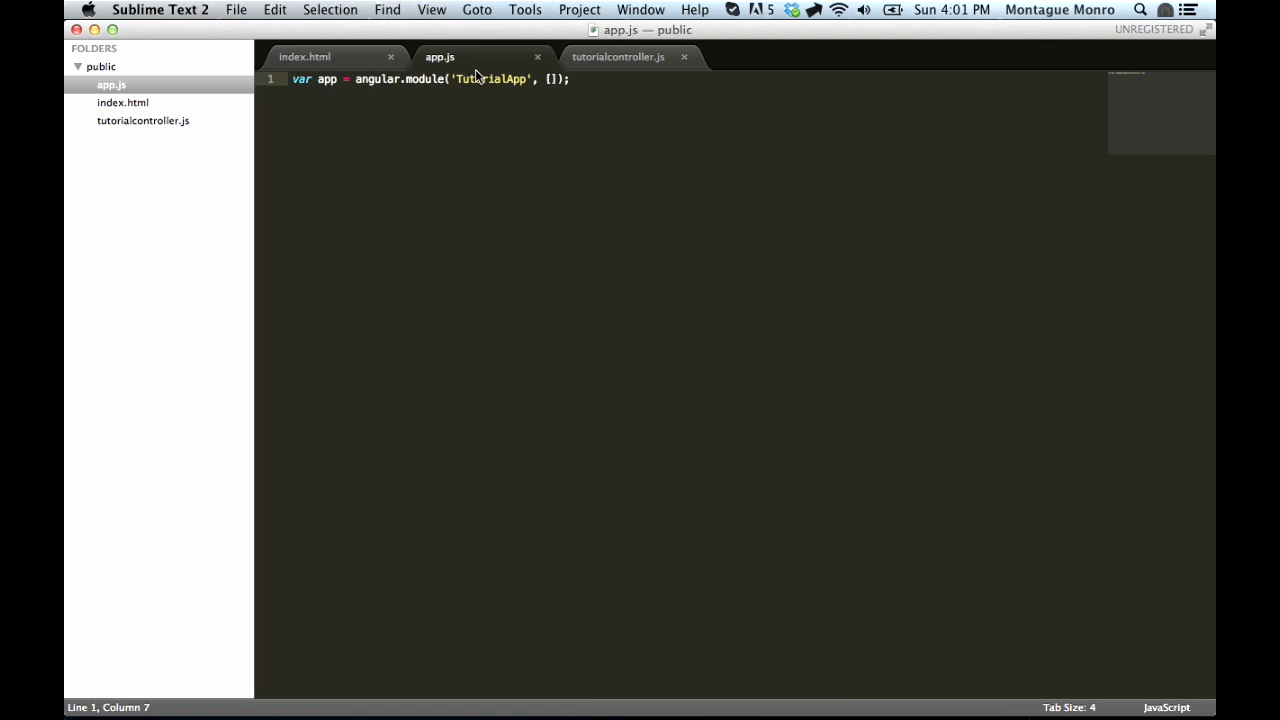 Sublime Text 2 File Edit Selection Find View Goto Tools Project Window Help 5 Sun 4:01 PM Montague Monro
app.js — public UNREGISTERED
FOLDERS
public
app.js
index.html
tutorialcontroller.js
index.html × app.js × tutorialcontroller.js ×
1 var app = angular.module('TutorialApp', []);
Line 1, Column 7 Tab Size: 4 JavaScript